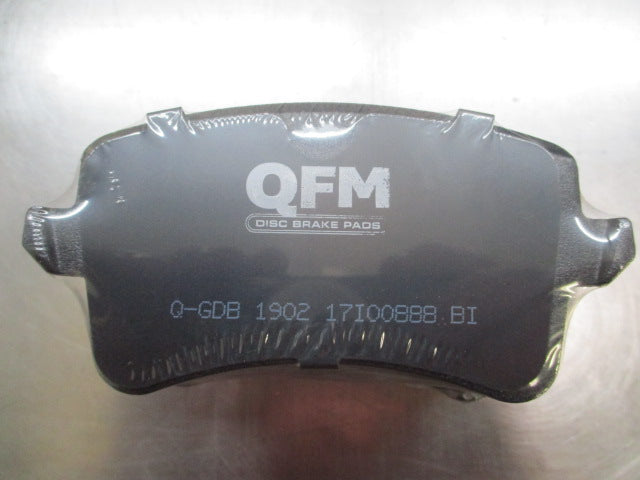 QFM
DISC BRAKE PADS
Q-GDB 1902 17I00888 BI